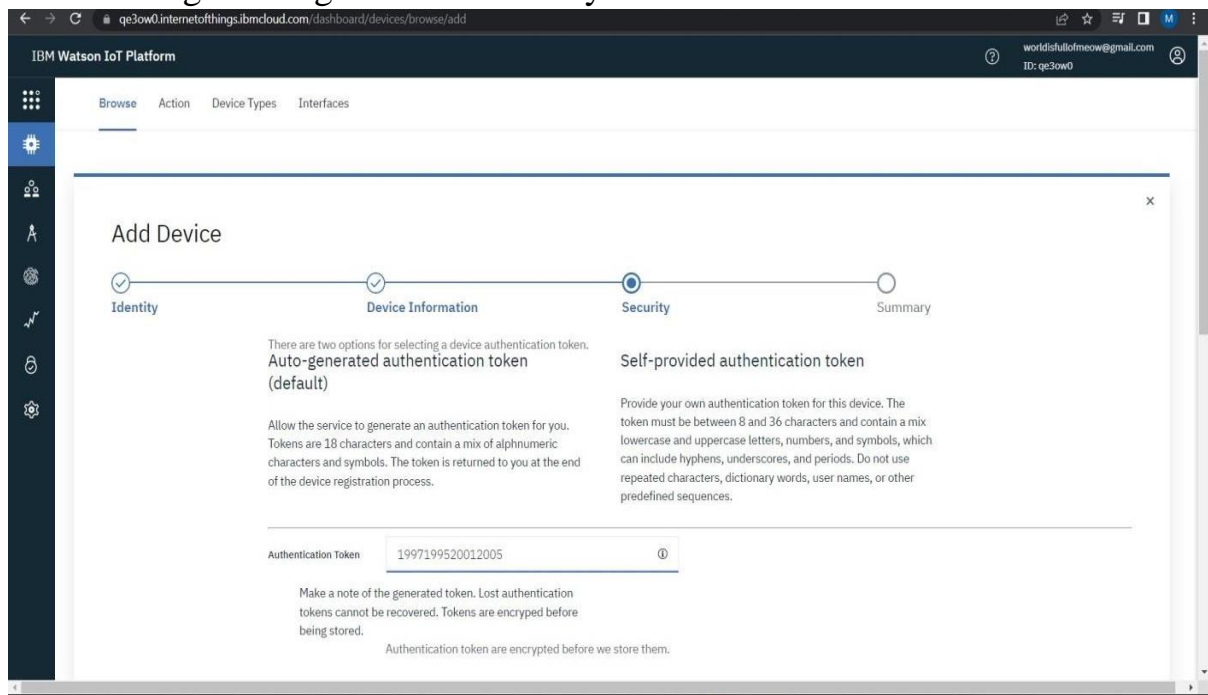 qe3ow0.internetofthings.ibmcloud.com/dashboard/devices/browse/add
M
IBM Watson IoT Platform
worldisfullofmeow@gmail.com
ID: qe3ow0
Browse Action Device Types Interfaces
Add Device
Identity
Device Information
Security
Summary
There are two options for selecting a device authentication token.
Auto-generated authentication token
(default)
Allow the service to generate an authentication token for you.
Tokens are 18 characters and contain a mix of alphnumeric
characters and symbols. The token is returned to you at the end
of the device registration process.
Self-provided authentication token
Provide your own authentication token for this device. The
token must be between 8 and 36 characters and contain a mix
lowercase and uppercase letters, numbers, and symbols, which
can include hyphens, underscores, and periods. Do not use
repeated characters, dictionary words, user names, or other
predefined sequences.
Authentication Token 1997199520012005
Make a note of the generated token. Lost authentication
tokens cannot be recovered. Tokens are encryped before
being stored.
Authentication token are encrypted before we store them.